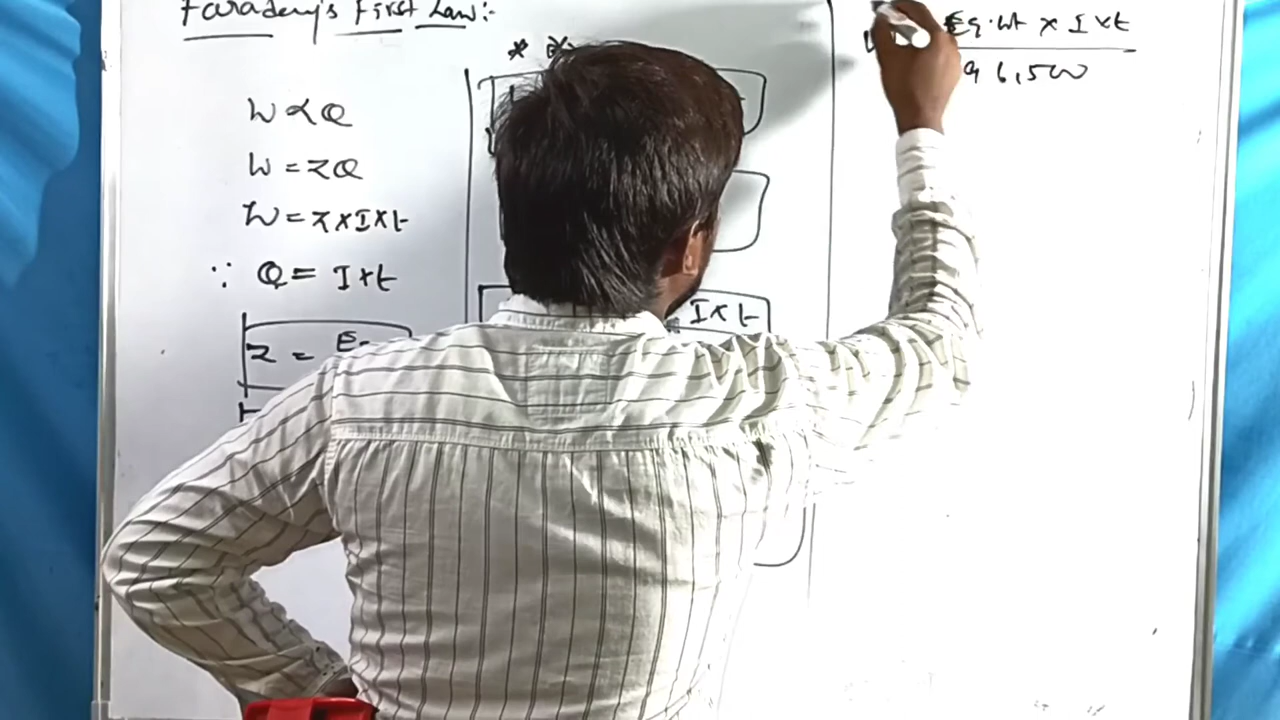 Faraday's First Law:-
W ∝ Q
W = ZQ
W = Z x I x t
∵ Q = I x t
Z =
I x t
Eq.wt x I x t
96,500